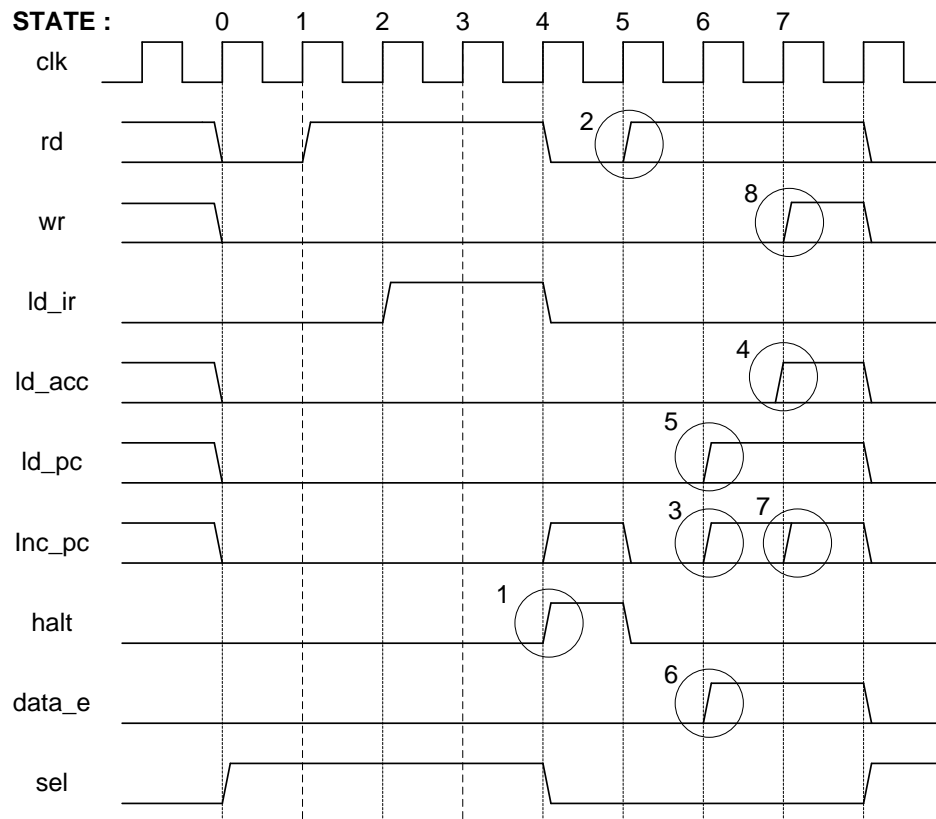 STATE : 0 1 2 3 4 5 6 7
clk
rd 2
wr 8
ld_ir
ld_acc 4
ld_pc 5
Inc_pc 3 7
halt 1
data_e 6
sel